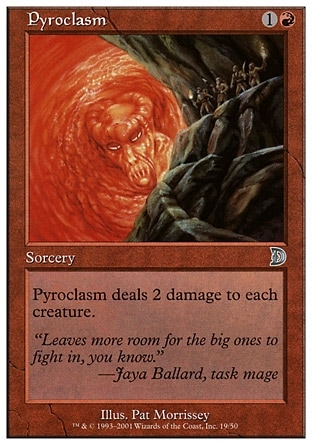 Pyroclasm 1
Sorcery
Pyroclasm deals 2 damage to each
creature.
“Leaves more room for the big ones to
fight in, you know.”
—Jaya Ballard, task mage
Illus. Pat Morrissey
™ & © 1993–2001 Wizards of the Coast, Inc. 19/50